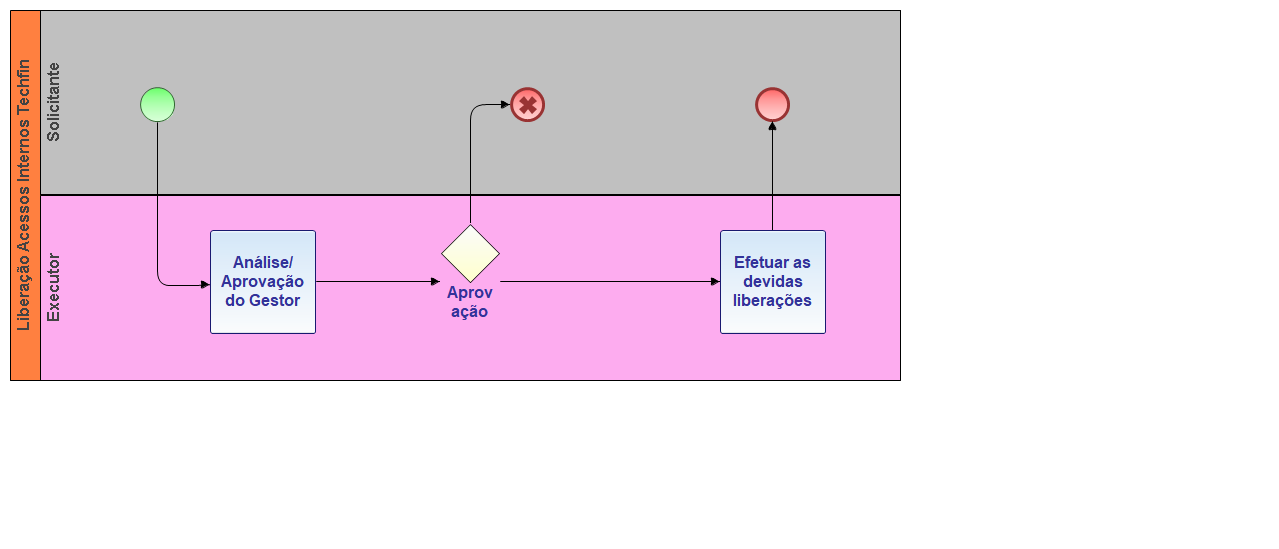 Liberação Acessos Internos Techfin
Solicitante
Executor
Análise/
Aprovação
do Gestor
Aprov
ação
Efetuar as
devidas
liberações